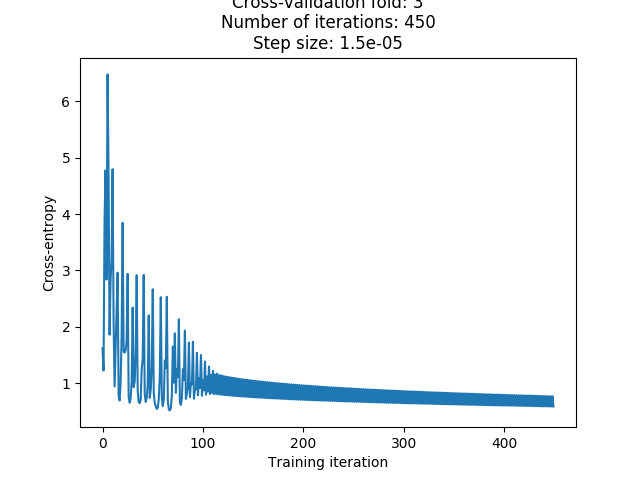 Cross-validation fold: 3
Number of iterations: 450
Step size: 1.5e-05
6
5
4
3
2
1
Cross-entropy
0 100 200 300 400
Training iteration